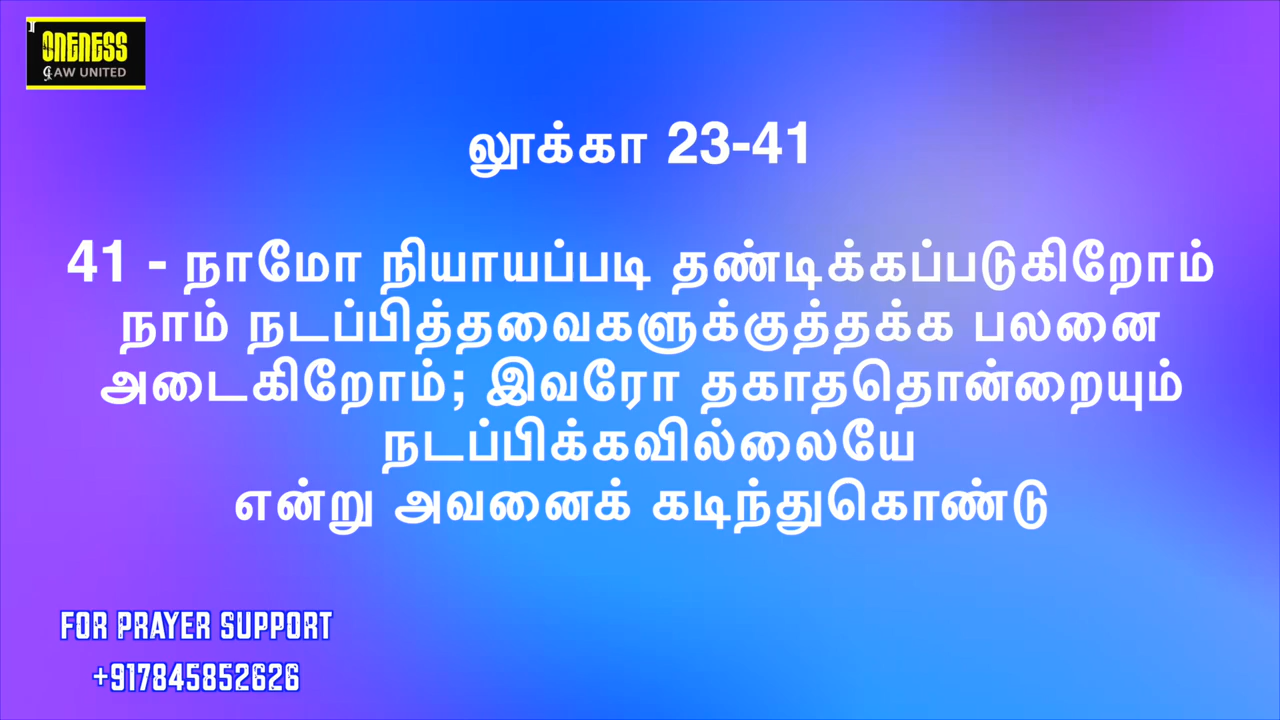 ONENESS
LAW UNITED
லூக்கா 23-41
41 - நாமோ நியாயப்படி தண்டிக்கப்படுகிறோம்
நாம் நடப்பித்தவைகளுக்குத்தக்க பலனை
அடைகிறோம்; இவரோ தகாததொன்றையும்
நடப்பிக்கவில்லையே
என்று அவனைக் கடிந்துகொண்டு
FOR PRAYER SUPPORT
+917845852626